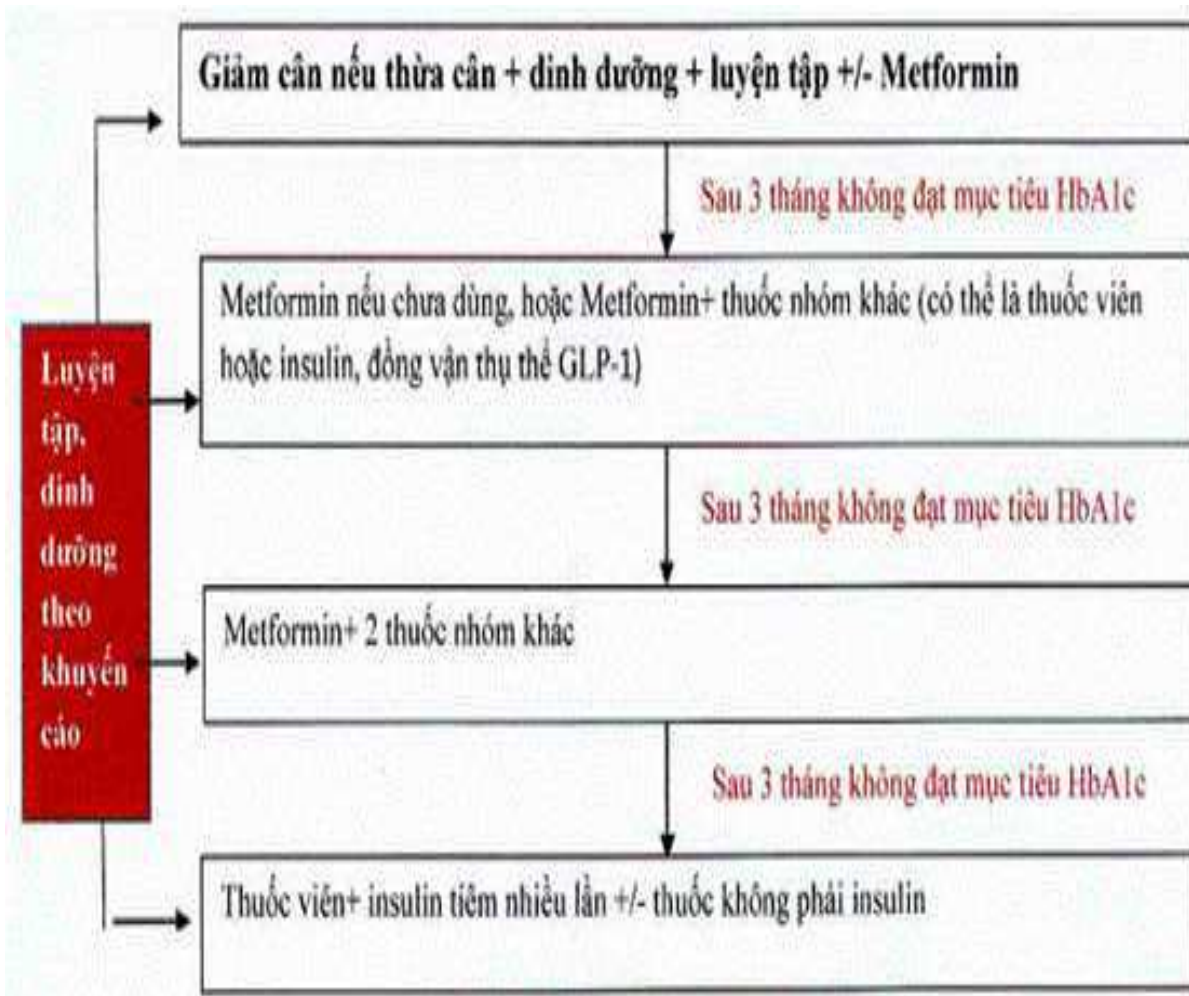 Giảm cân nếu thừa cân + dinh dưỡng + luyện tập +/- Metformin
Sau 3 tháng không đạt mục tiêu HbA1c
Metformin nếu chưa dùng, hoặc Metformin+ thuốc nhóm khác (có thể là thuốc viên
hoặc insulin, đồng vận thụ thể GLP-1)
Luyện
tập,
dinh
dưỡng
theo
khuyến
cáo
Sau 3 tháng không đạt mục tiêu HbA1c
Metformin+ 2 thuốc nhóm khác
Sau 3 tháng không đạt mục tiêu HbA1c
Thuốc viên+ insulin tiêm nhiều lần +/- thuốc không phải insulin